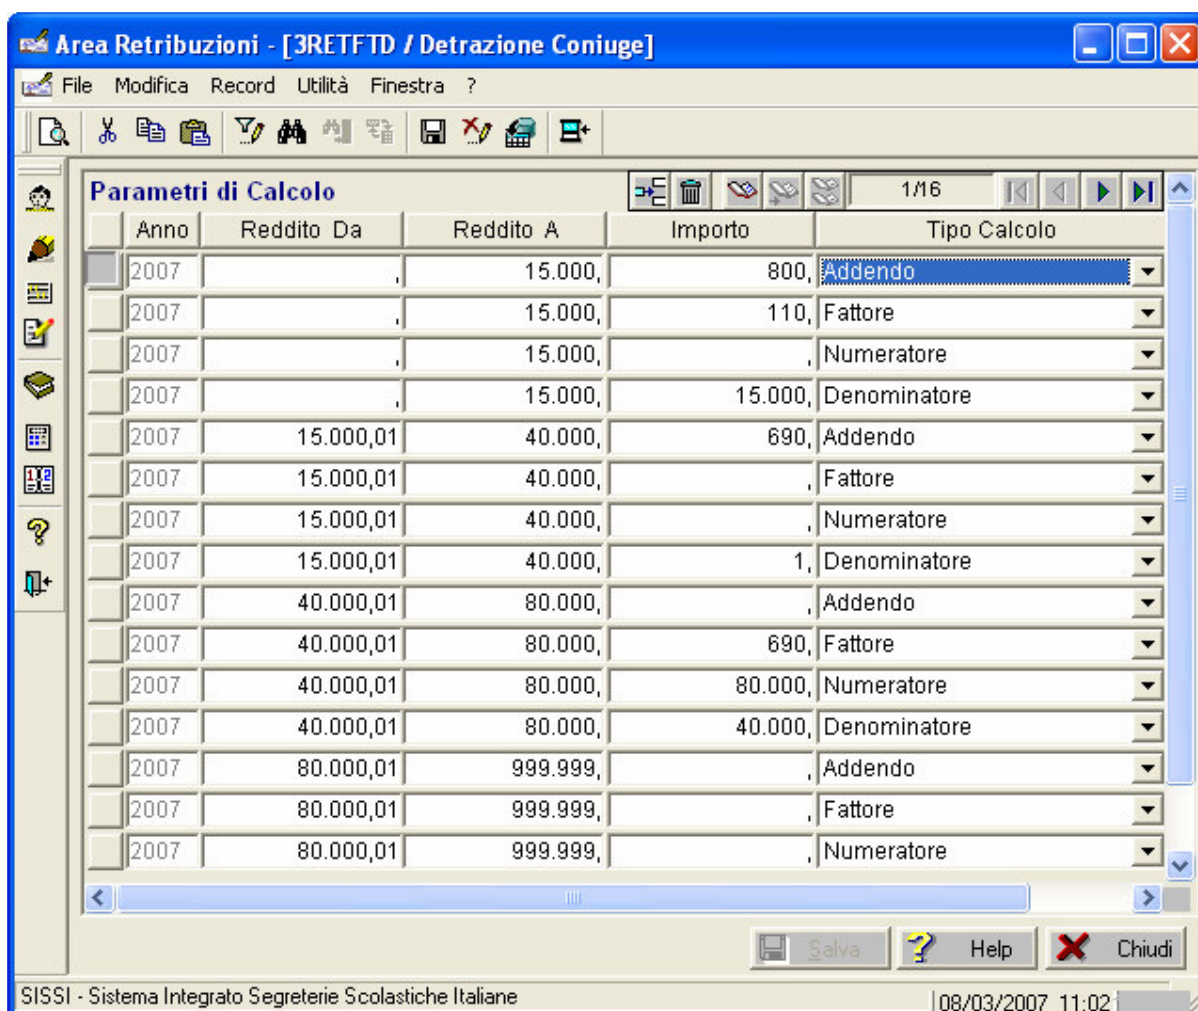 Area Retribuzioni - [3RETFTD / Detrazione Coniuge]
File Modifica Record Utilità Finestra ?
Parametri di Calcolo 1/16
Anno Reddito Da Reddito A Importo Tipo Calcolo
2007 , 15.000, 800, Addendo
2007 , 15.000, 110, Fattore
2007 , 15.000, , Numeratore
2007 , 15.000, 15.000, Denominatore
2007 15.000,01 40.000, 690, Addendo
2007 15.000,01 40.000, , Fattore
2007 15.000,01 40.000, , Numeratore
2007 15.000,01 40.000, 1, Denominatore
2007 40.000,01 80.000, , Addendo
2007 40.000,01 80.000, 690, Fattore
2007 40.000,01 80.000, 80.000, Numeratore
2007 40.000,01 80.000, 40.000, Denominatore
2007 80.000,01 999.999, , Addendo
2007 80.000,01 999.999, , Fattore
2007 80.000,01 999.999, , Numeratore
Salva Help Chiudi
SISSI - Sistema Integrato Segreterie Scolastiche Italiane 08/03/2007 11:02